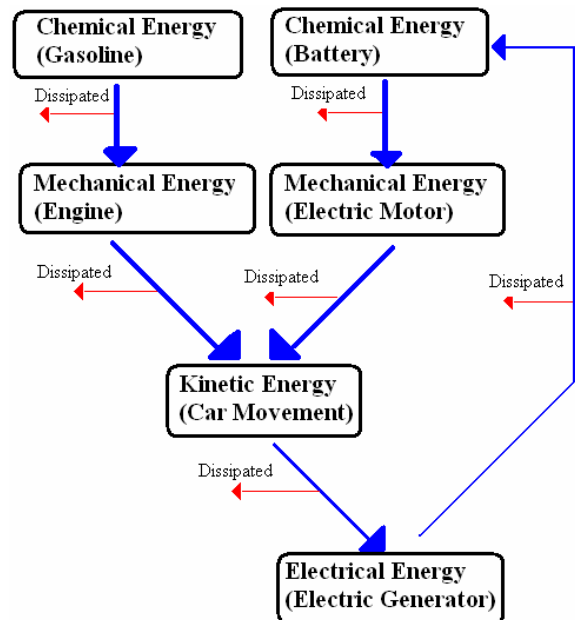 Chemical Energy
(Gasoline)
Chemical Energy
(Battery)
Dissipated
Dissipated
Mechanical Energy
(Engine)
Mechanical Energy
(Electric Motor)
Dissipated
Dissipated
Dissipated
Kinetic Energy
(Car Movement)
Dissipated
Electrical Energy
(Electric Generator)